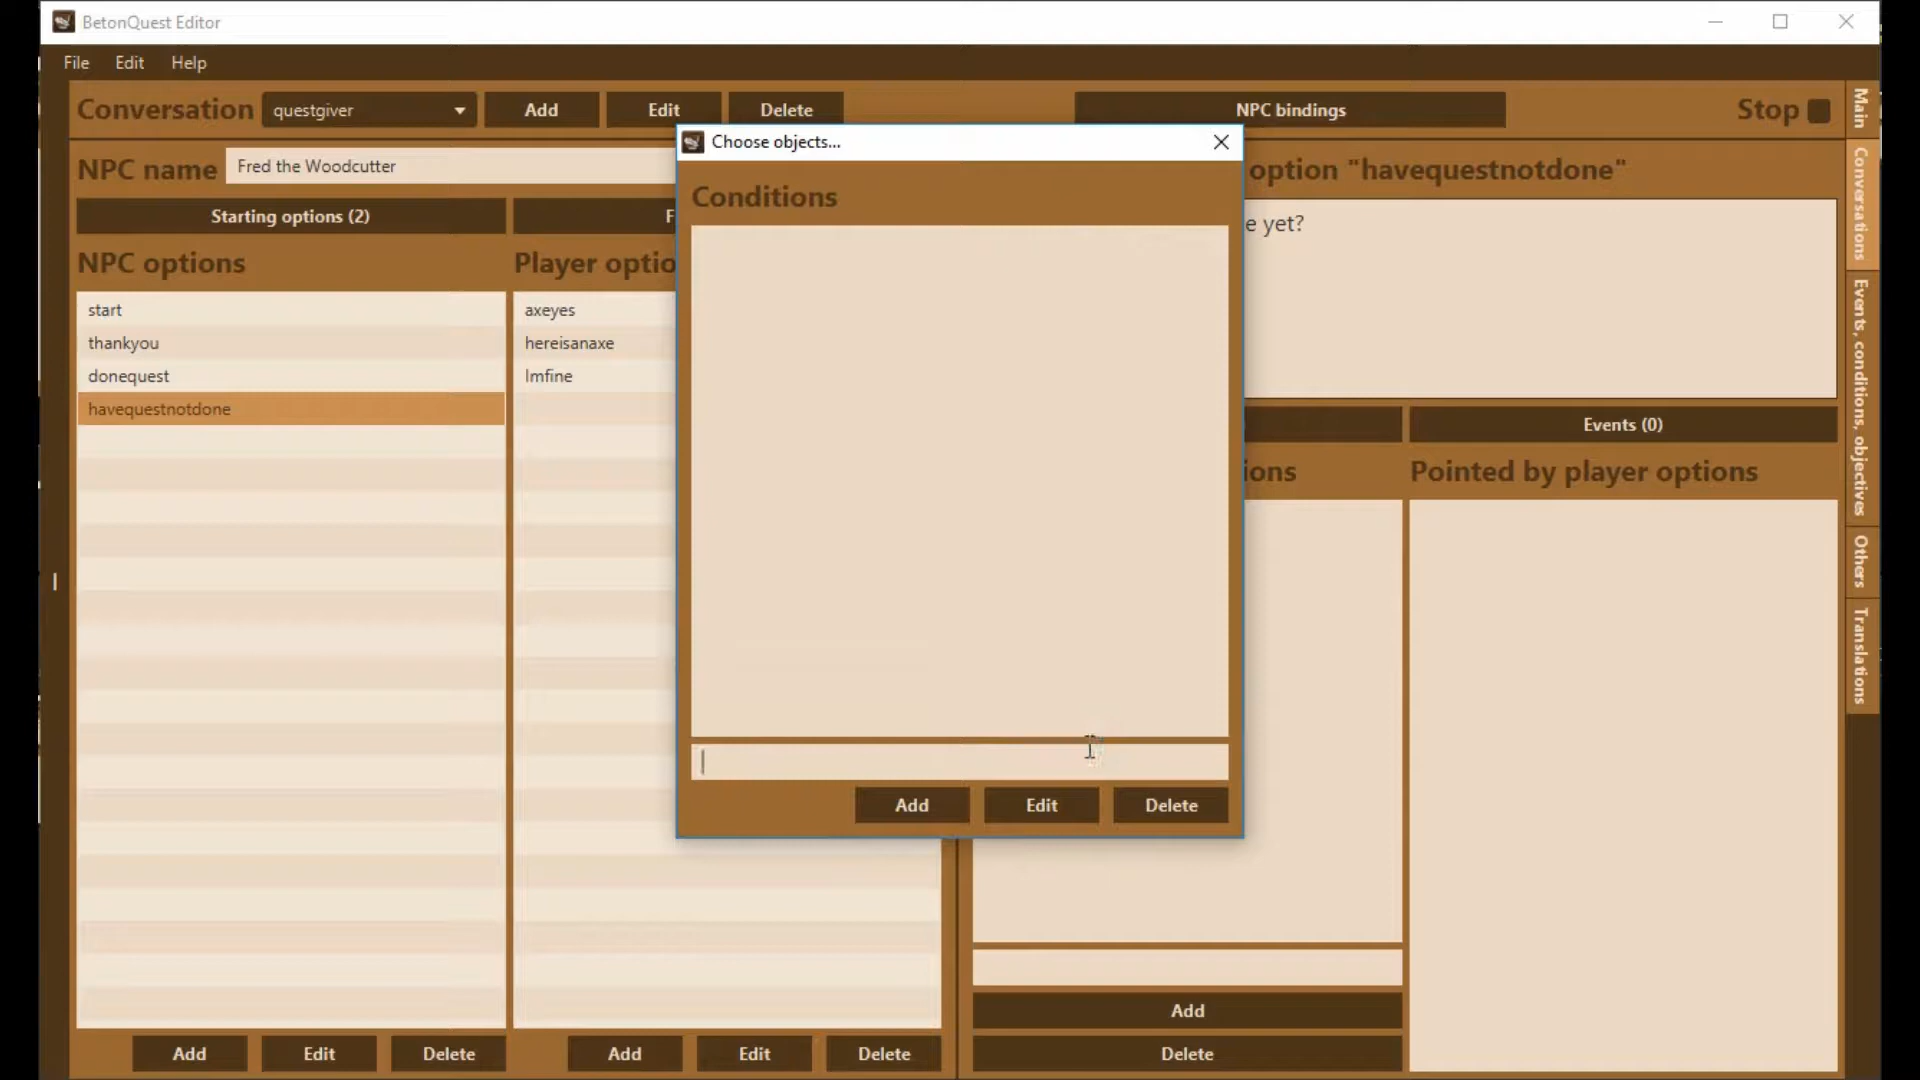 BetonQuest Editor
File Edit Help
Conversation questgiver Add Edit Delete NPC bindings Stop
Choose objects...
NPC name Fred the Woodcutter
option "havequestnotdone"
Conditions
Starting options (2) F
e yet?
NPC options Player optio
start
thankyou
donequest
havequestnotdone
axeyes
hereisanaxe
Imfine
Events (0)
ions Pointed by player options
Add Edit Delete
Add
Delete
Add Edit Delete
Add Edit Delete
Main
Conversations
Events, conditions, objectives
Others
Translations